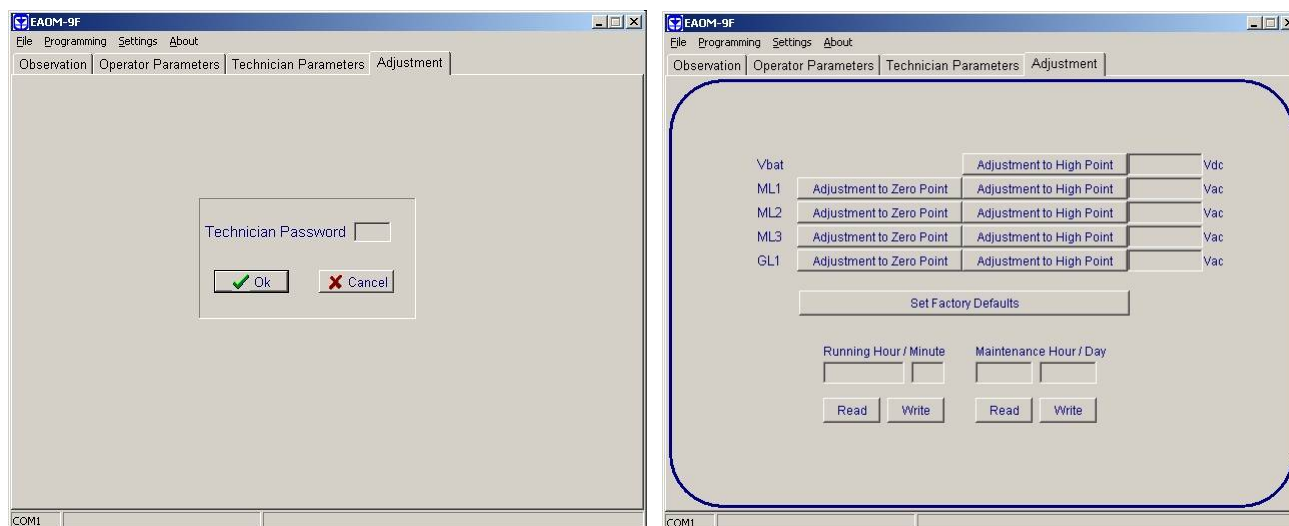 EAOM-9F
File Programming Settings About
Observation Operator Parameters Technician Parameters Adjustment
Technician Password
Ok Cancel
COM1
EAOM-9F
File Programming Settings About
Observation Operator Parameters Technician Parameters Adjustment
Vbat Adjustment to High Point Vdc
ML1 Adjustment to Zero Point Adjustment to High Point Vac
ML2 Adjustment to Zero Point Adjustment to High Point Vac
ML3 Adjustment to Zero Point Adjustment to High Point Vac
GL1 Adjustment to Zero Point Adjustment to High Point Vac
Set Factory Defaults
Running Hour / Minute Maintenance Hour / Day
Read Write Read Write
COM1